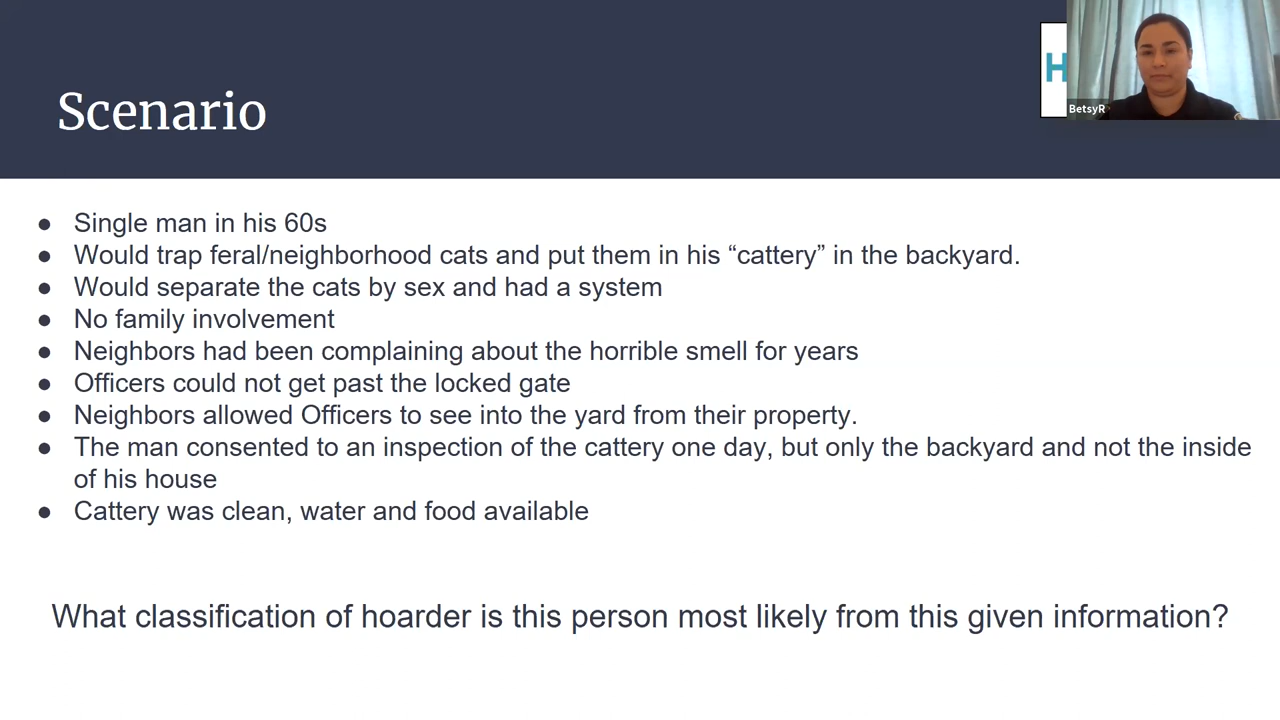 H
BetsyR
Scenario
● Single man in his 60s
● Would trap feral/neighborhood cats and put them in his “cattery” in the backyard.
● Would separate the cats by sex and had a system
● No family involvement
● Neighbors had been complaining about the horrible smell for years
● Officers could not get past the locked gate
● Neighbors allowed Officers to see into the yard from their property.
● The man consented to an inspection of the cattery one day, but only the backyard and not the inside
of his house
● Cattery was clean, water and food available
What classification of hoarder is this person most likely from this given information?